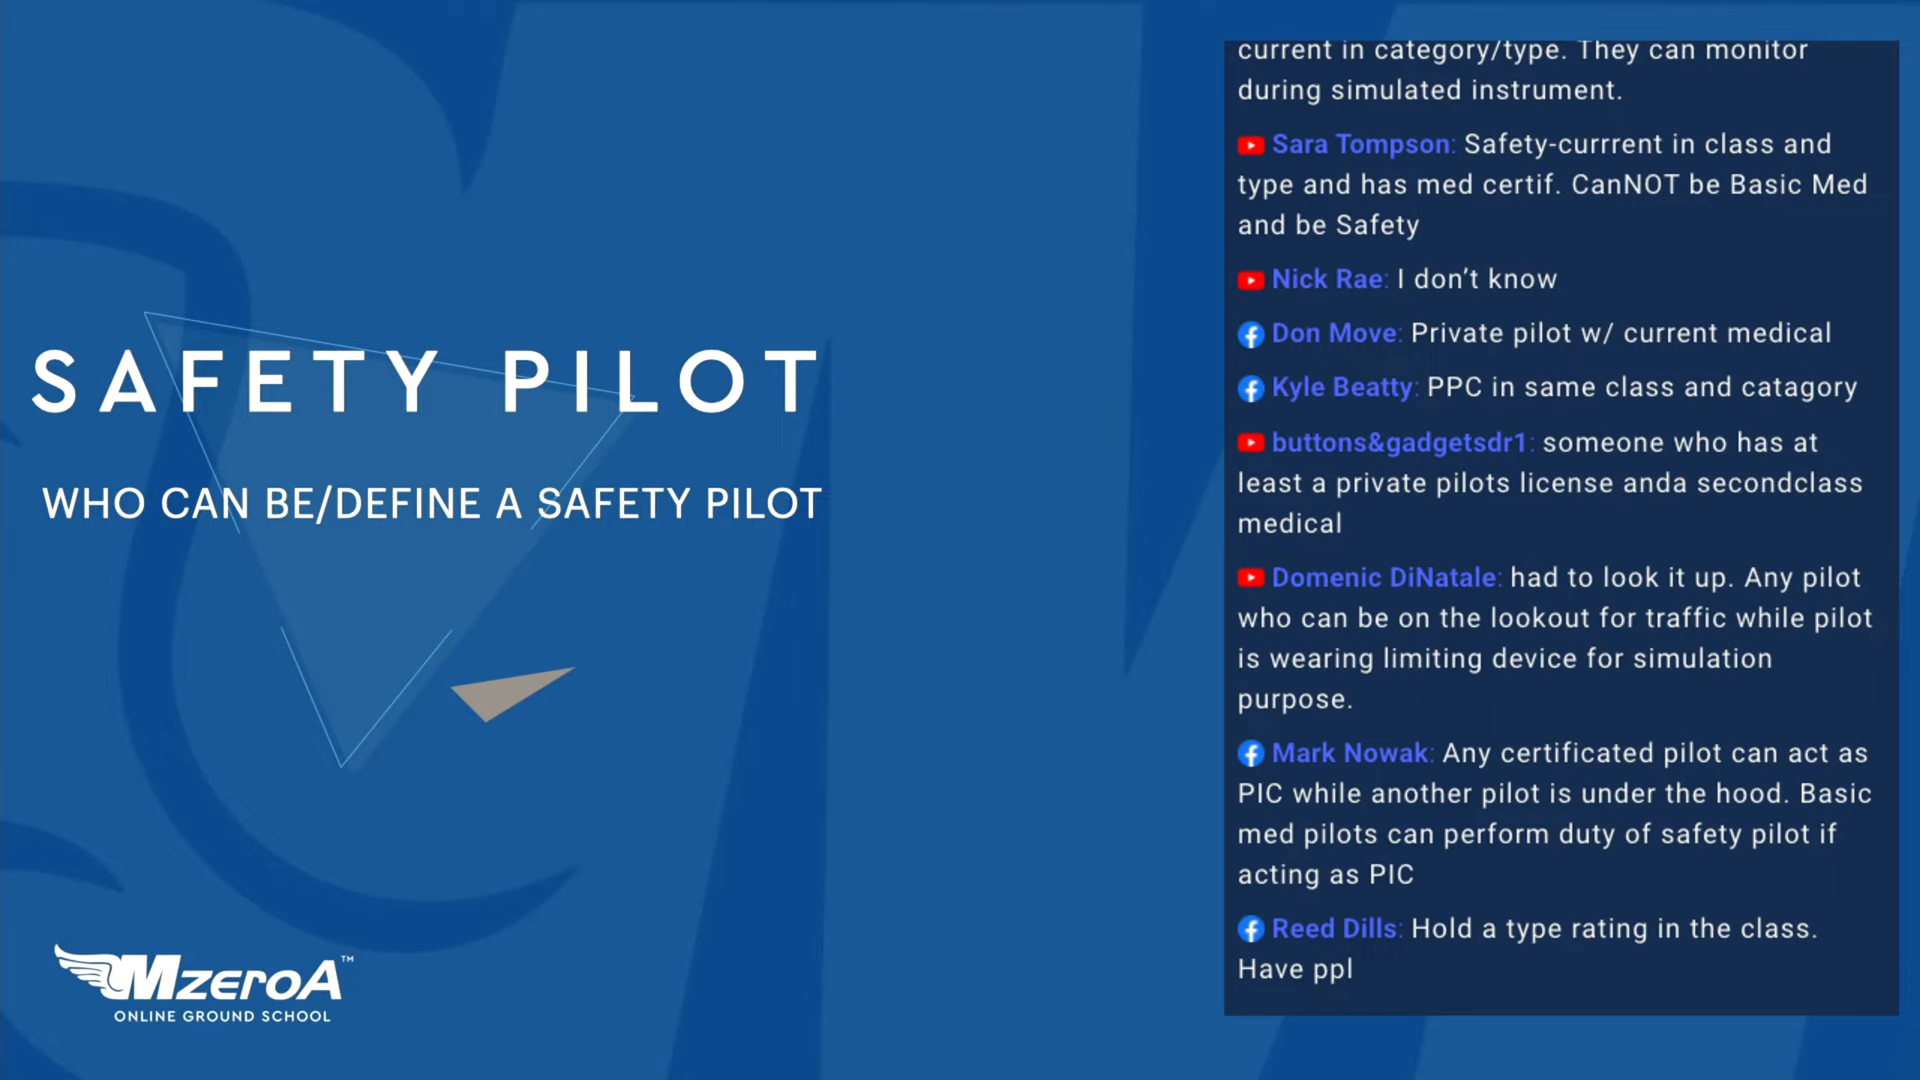 SAFETY PILOT
WHO CAN BE/DEFINE A SAFETY PILOT
MZEROA™
ONLINE GROUND SCHOOL
current in category/type. They can monitor
during simulated instrument.
Sara Tompson: Safety-currrent in class and
type and has med certif. CanNOT be Basic Med
and be Safety
Nick Rae: I don’t know
Don Move: Private pilot w/ current medical
Kyle Beatty: PPC in same class and catagory
buttons&gadgetsdr1: someone who has at
least a private pilots license anda secondclass
medical
Domenic DiNatale: had to look it up. Any pilot
who can be on the lookout for traffic while pilot
is wearing limiting device for simulation
purpose.
Mark Nowak: Any certificated pilot can act as
PIC while another pilot is under the hood. Basic
med pilots can perform duty of safety pilot if
acting as PIC
Reed Dills: Hold a type rating in the class.
Have ppl